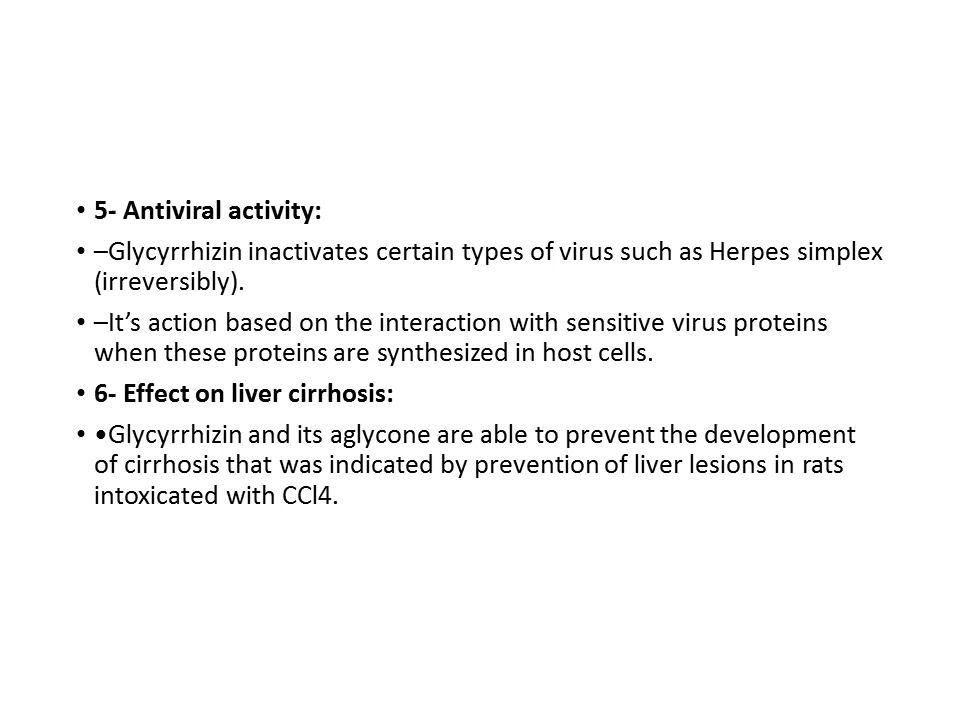 • 5- Antiviral activity:
• –Glycyrrhizin inactivates certain types of virus such as Herpes simplex
(irreversibly).
• –It’s action based on the interaction with sensitive virus proteins
when these proteins are synthesized in host cells.
• 6- Effect on liver cirrhosis:
• •Glycyrrhizin and its aglycone are able to prevent the development
of cirrhosis that was indicated by prevention of liver lesions in rats
intoxicated with CCl4.